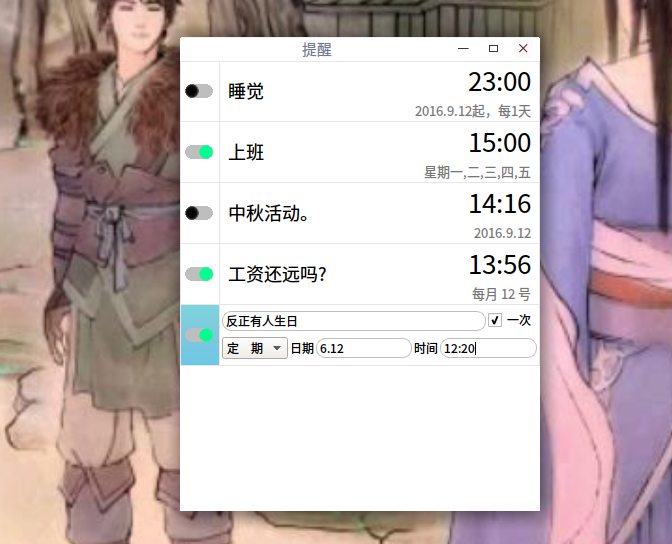 提醒
睡觉
23:00
2016.9.12起，每1天
上班
15:00
星期一,二,三,四,五
中秋活动。
14:16
2016.9.12
工资还远吗?
13:56
每月 12 号
反正有人生日 一次
定 期 日期 6.12 时间 12:20